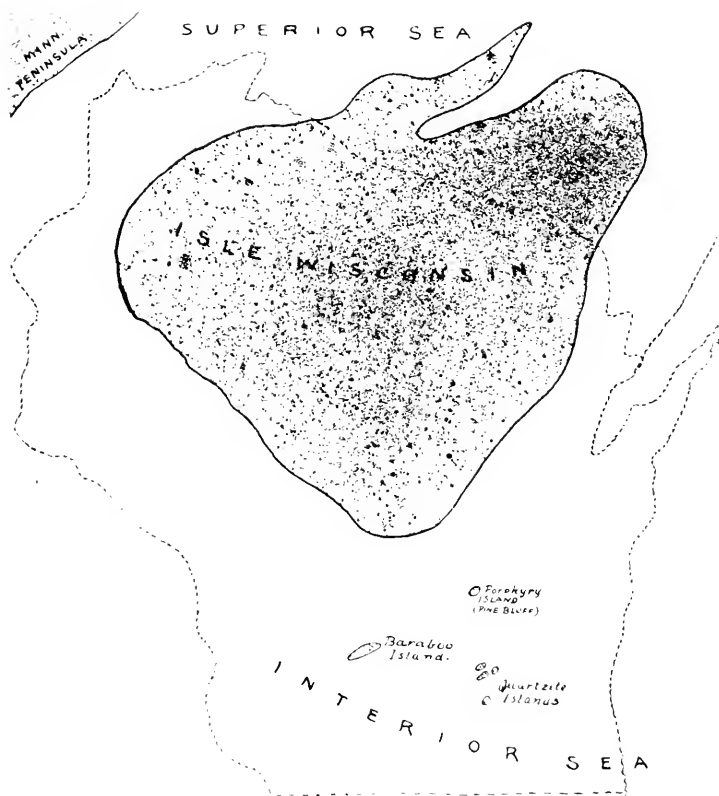 SUPERIOR SEA
MINN.
PENINSULA
ISLE WISCONSIN
Porphyry
ISLAND
(PINE BLUFF)
Baraboo
Island.
Quartzite
Islands
INTERIOR SEA